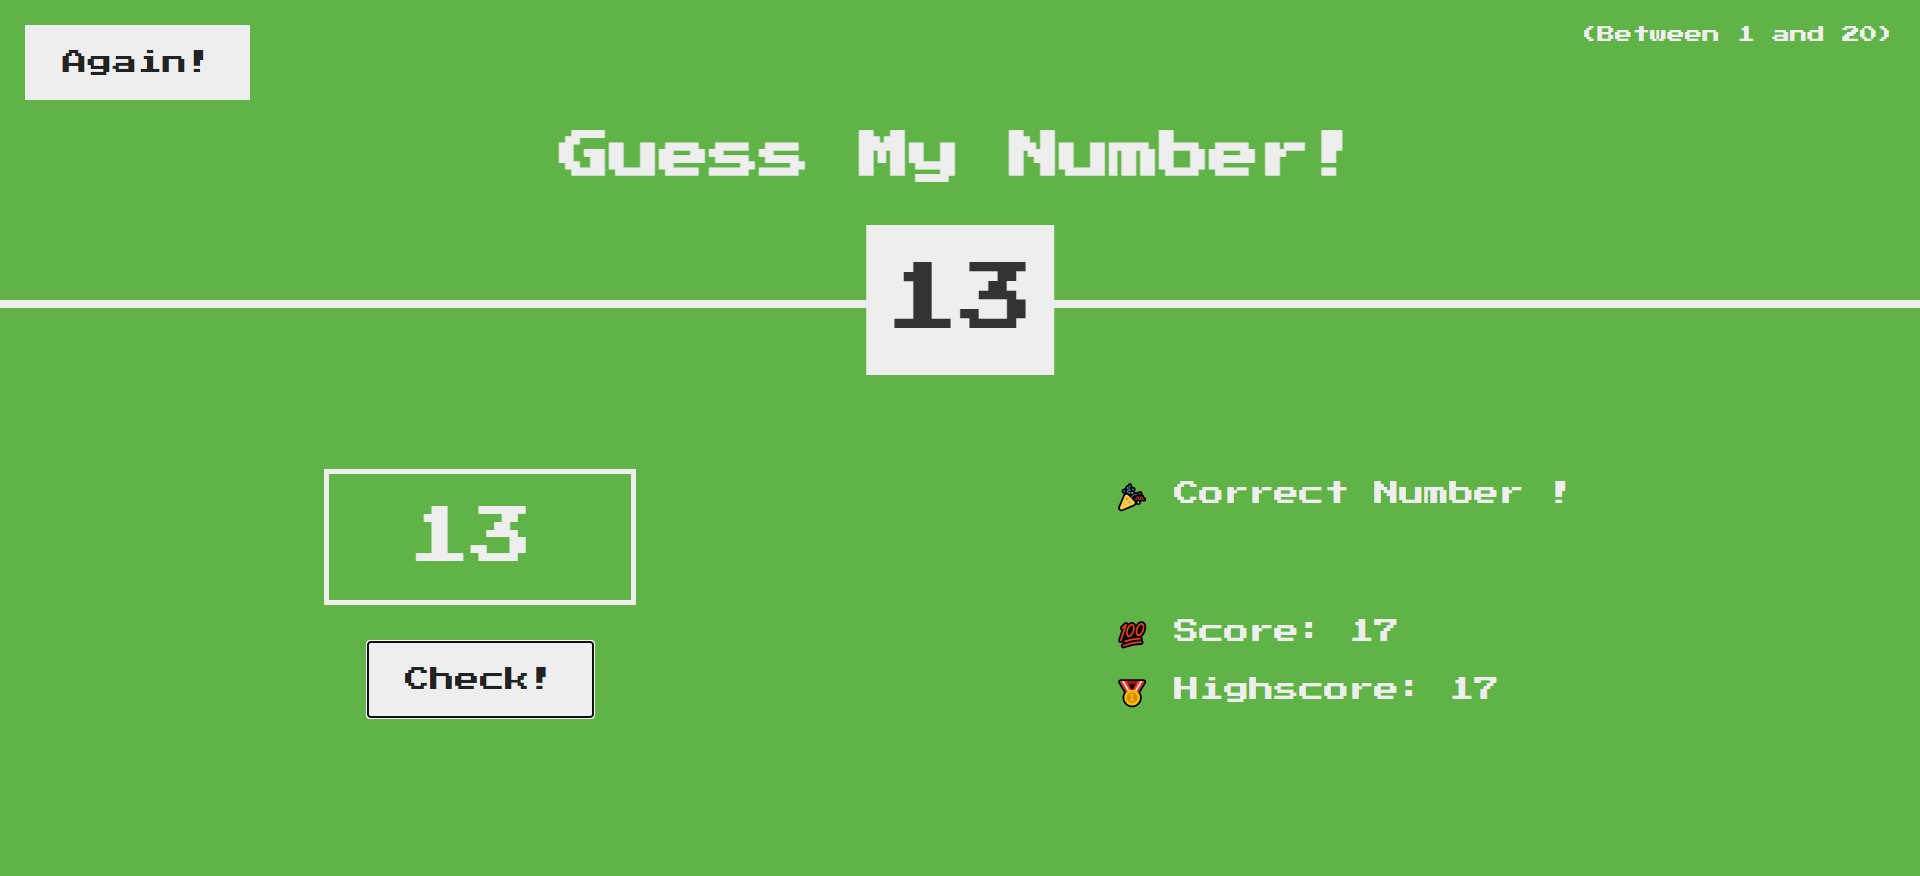 Again!
(Between 1 and 20)
Guess My Number!
13
13
Check!
🎉 Correct Number !
💯 Score: 17
🥇 Highscore: 17